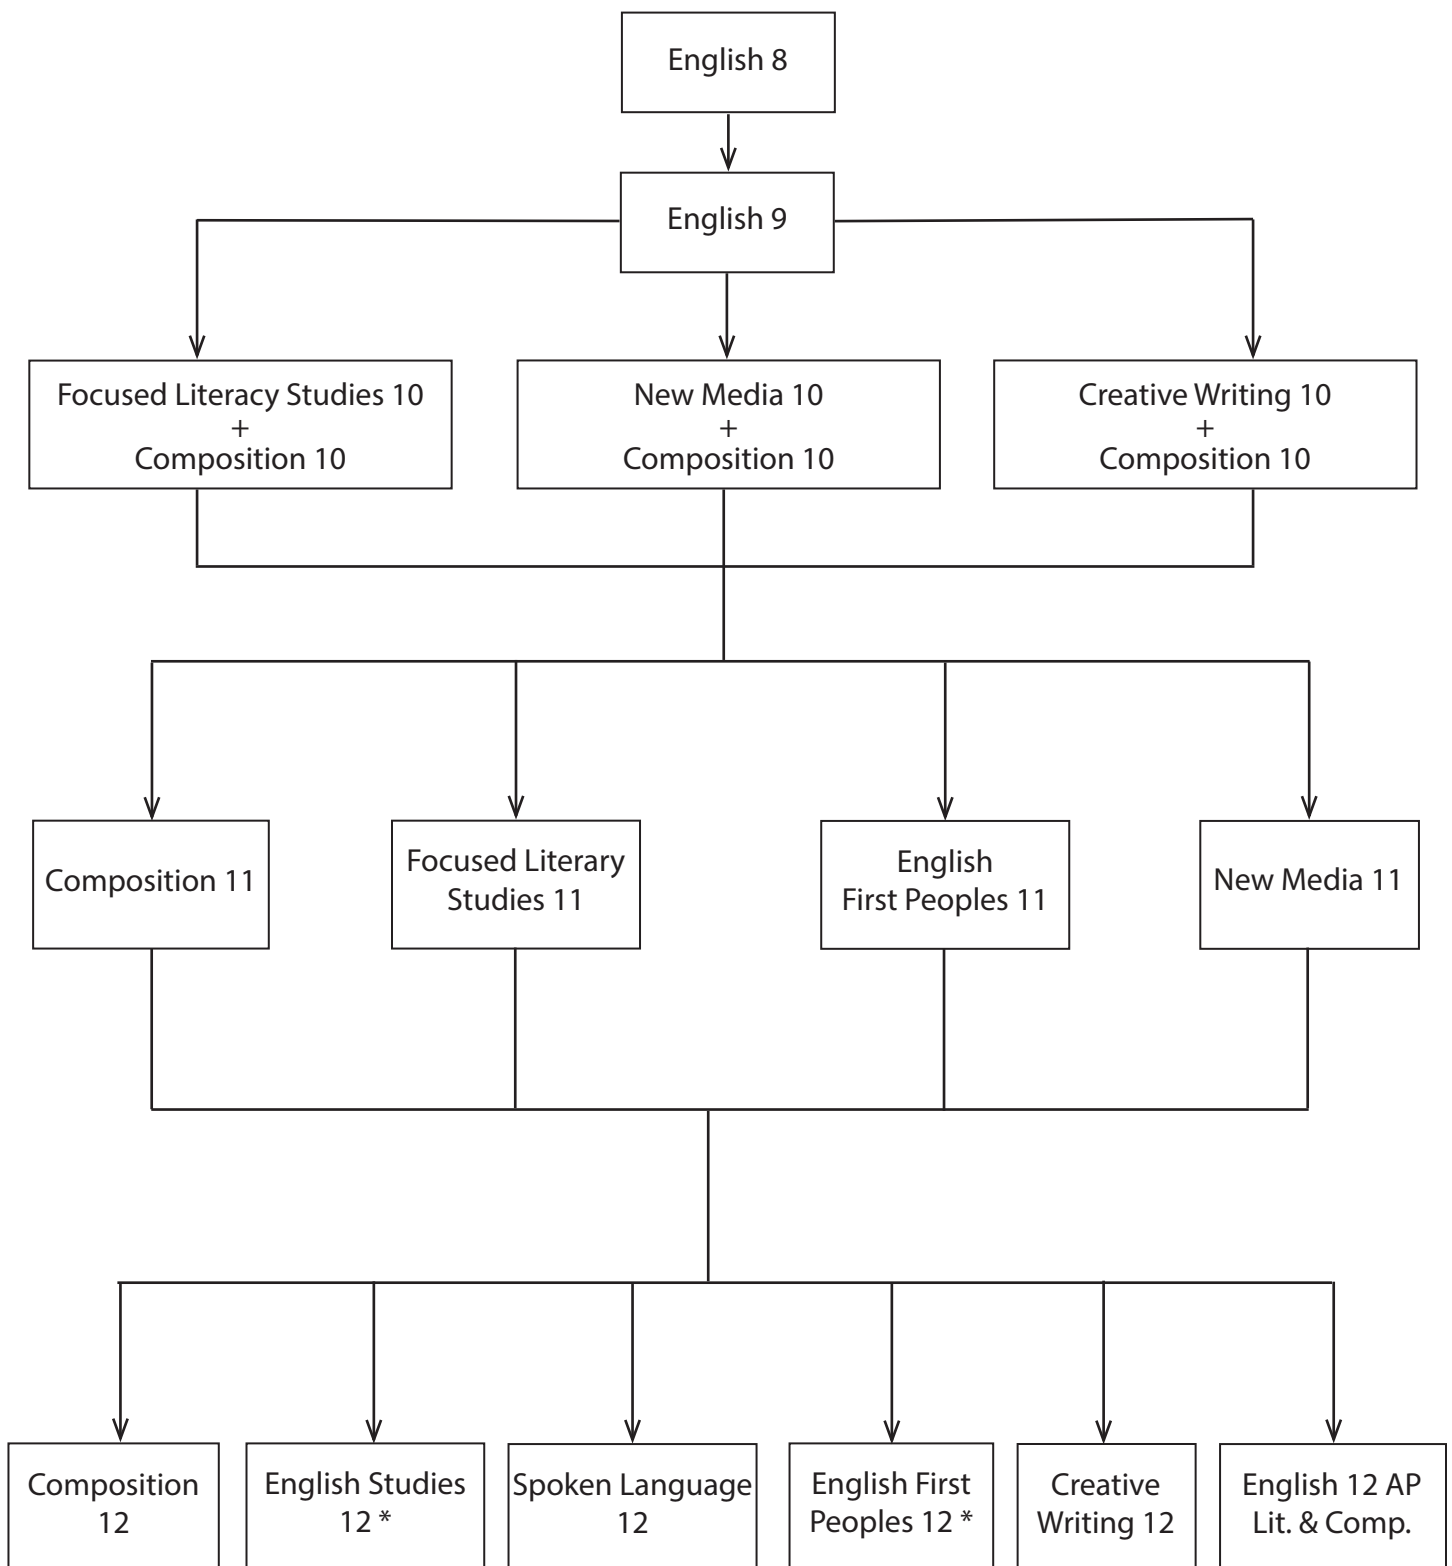 English 8
English 9
Focused Literacy Studies 10
+
Composition 10
New Media 10
+
Composition 10
Creative Writing 10
+
Composition 10
Composition 11
Focused Literary
Studies 11
English
First Peoples 11
New Media 11
Composition
12
English Studies
12 *
Spoken Language
12
English First
Peoples 12 *
Creative
Writing 12
English 12 AP
Lit. & Comp.